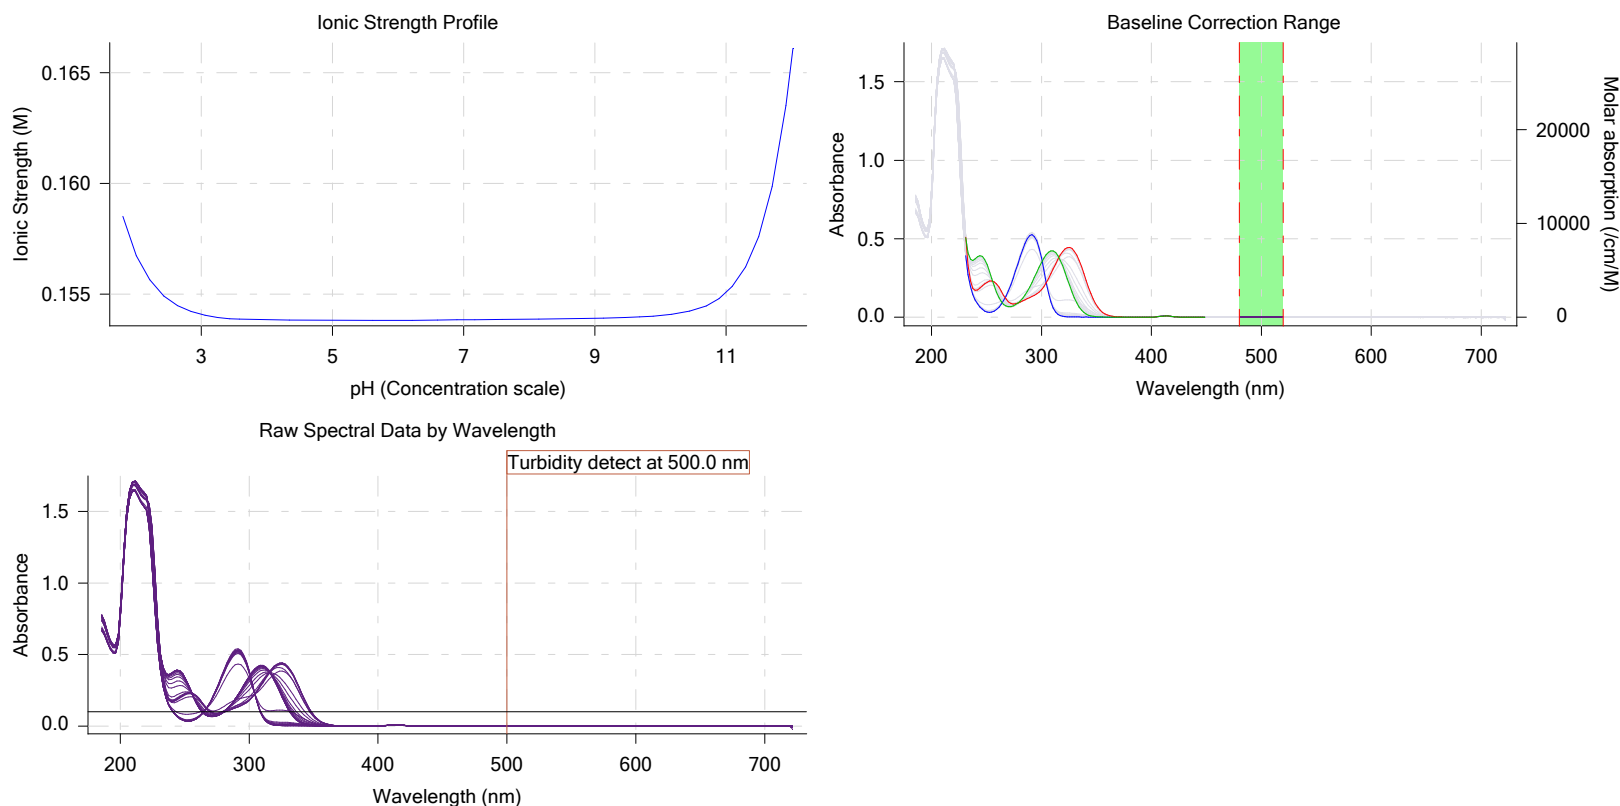 Ionic Strength Profile
Ionic Strength (M)
0.165
0.160
0.155
3 5 7 9 11
pH (Concentration scale)
Baseline Correction Range
Absorbance
1.5
1.0
0.5
0.0
Molar absorption (/cm/M)
20000
10000
0
200 300 400 500 600 700
Wavelength (nm)
Raw Spectral Data by Wavelength
Turbidity detect at 500.0 nm
Absorbance
1.5
1.0
0.5
0.0
200 300 400 500 600 700
Wavelength (nm)